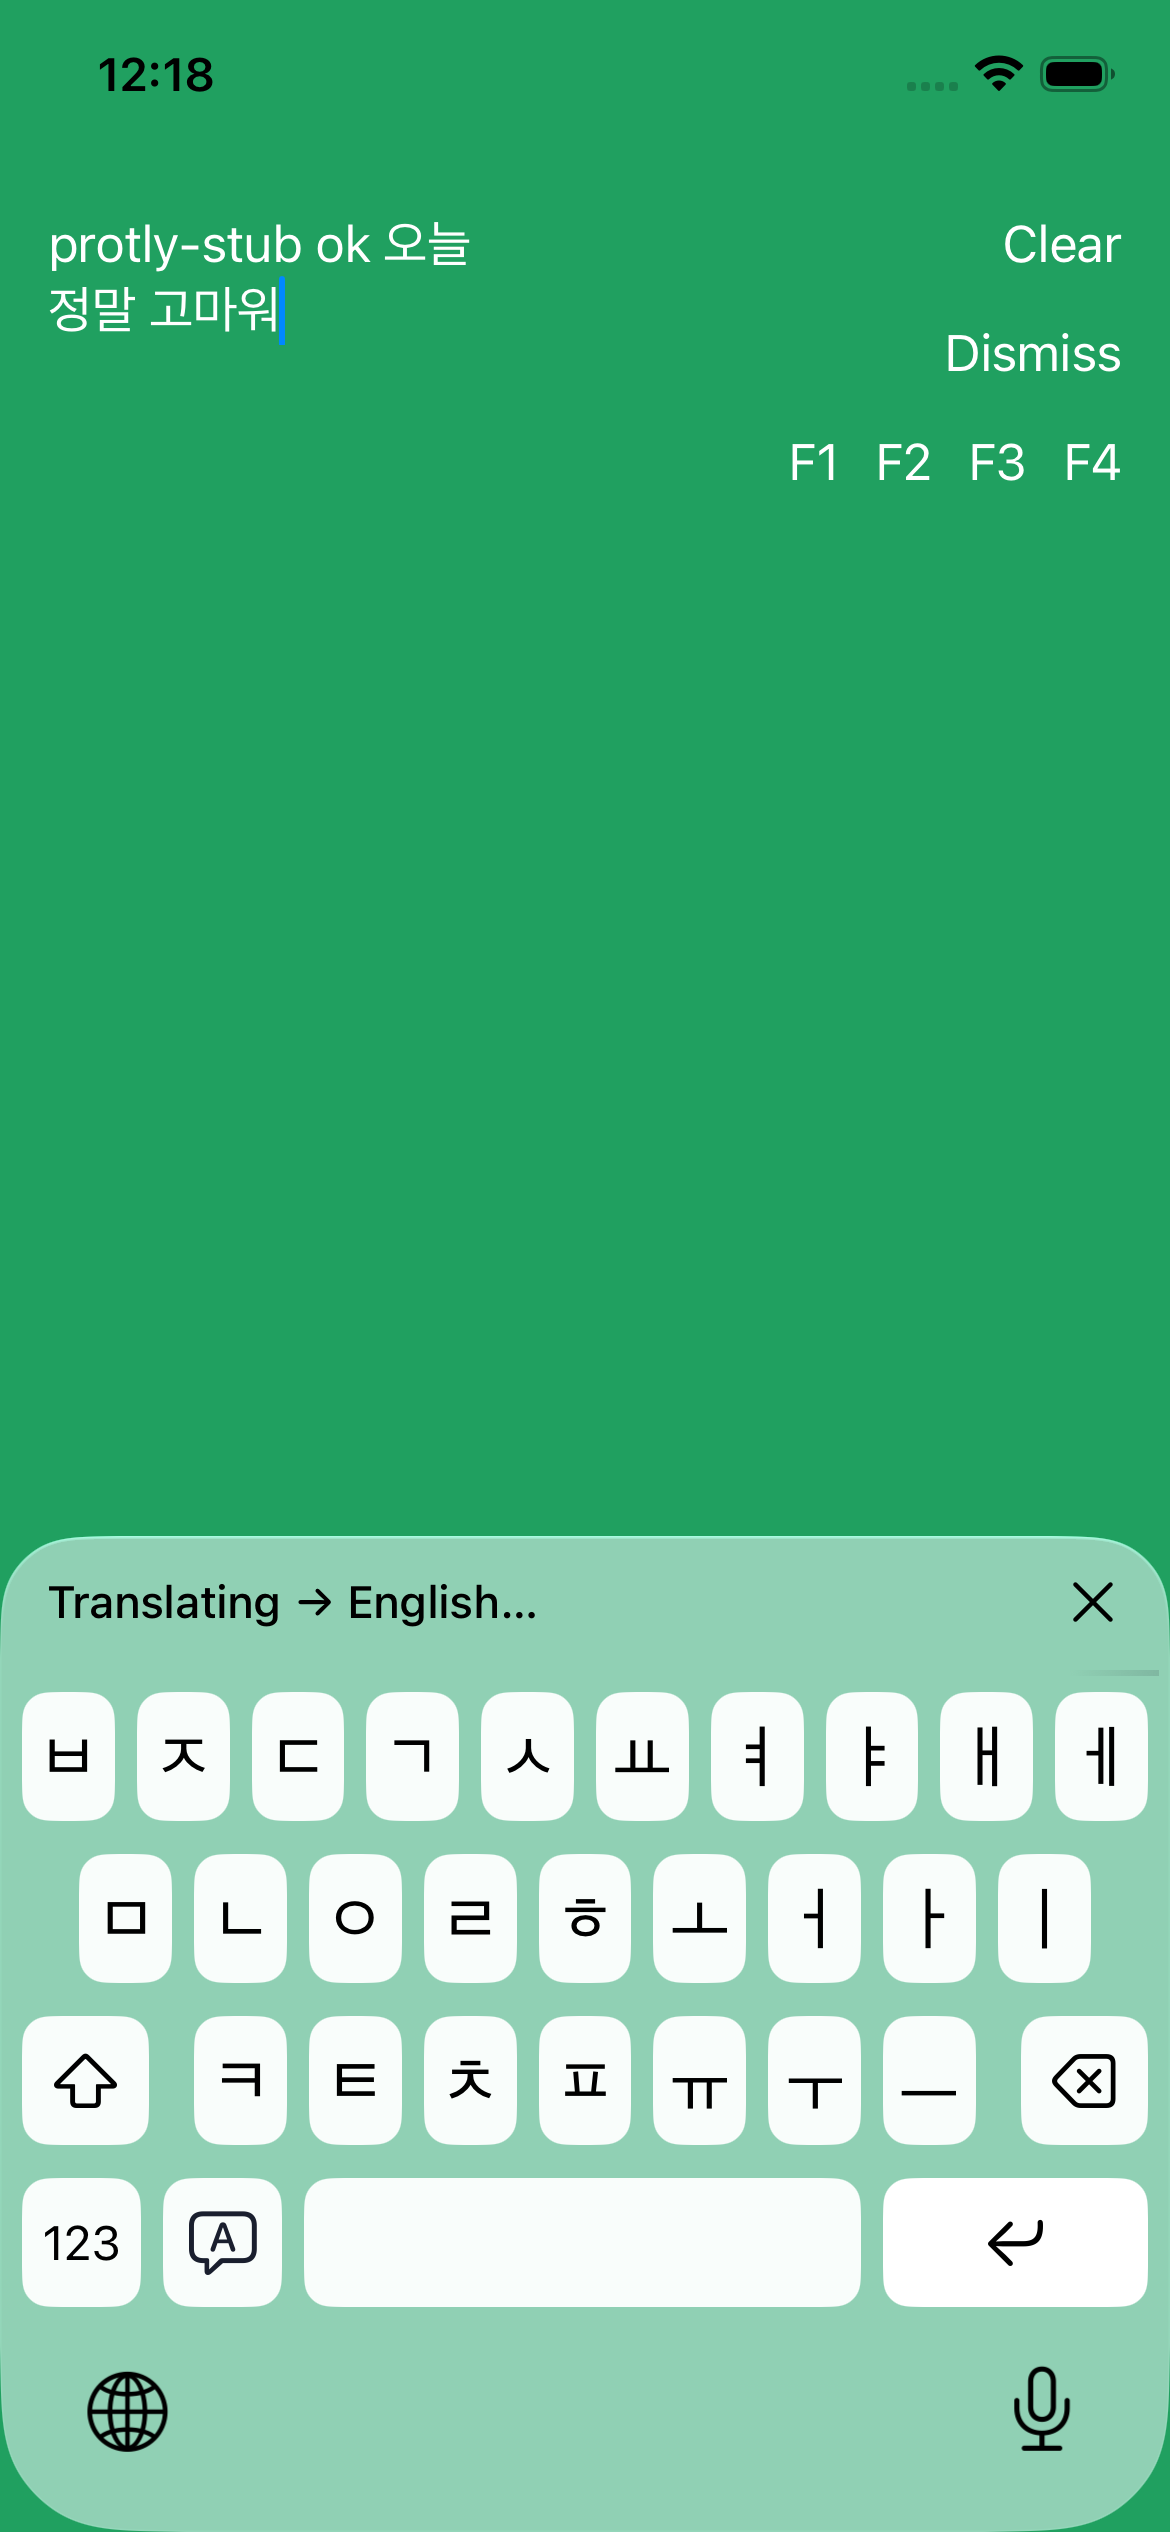 12:18
protly-stub ok 오늘
정말 고마워
Clear
Dismiss
F1 F2 F3 F4
Translating → English...
ㅂ ㅈ ㄷ ㄱ ㅅ ㅛ ㅕ ㅑ ㅐ ㅔ
ㅁ ㄴ ㅇ ㄹ ㅎ ㅗ ㅓ ㅏ ㅣ
ㅋ ㅌ ㅊ ㅍ ㅠ ㅜ ㅡ
123 A